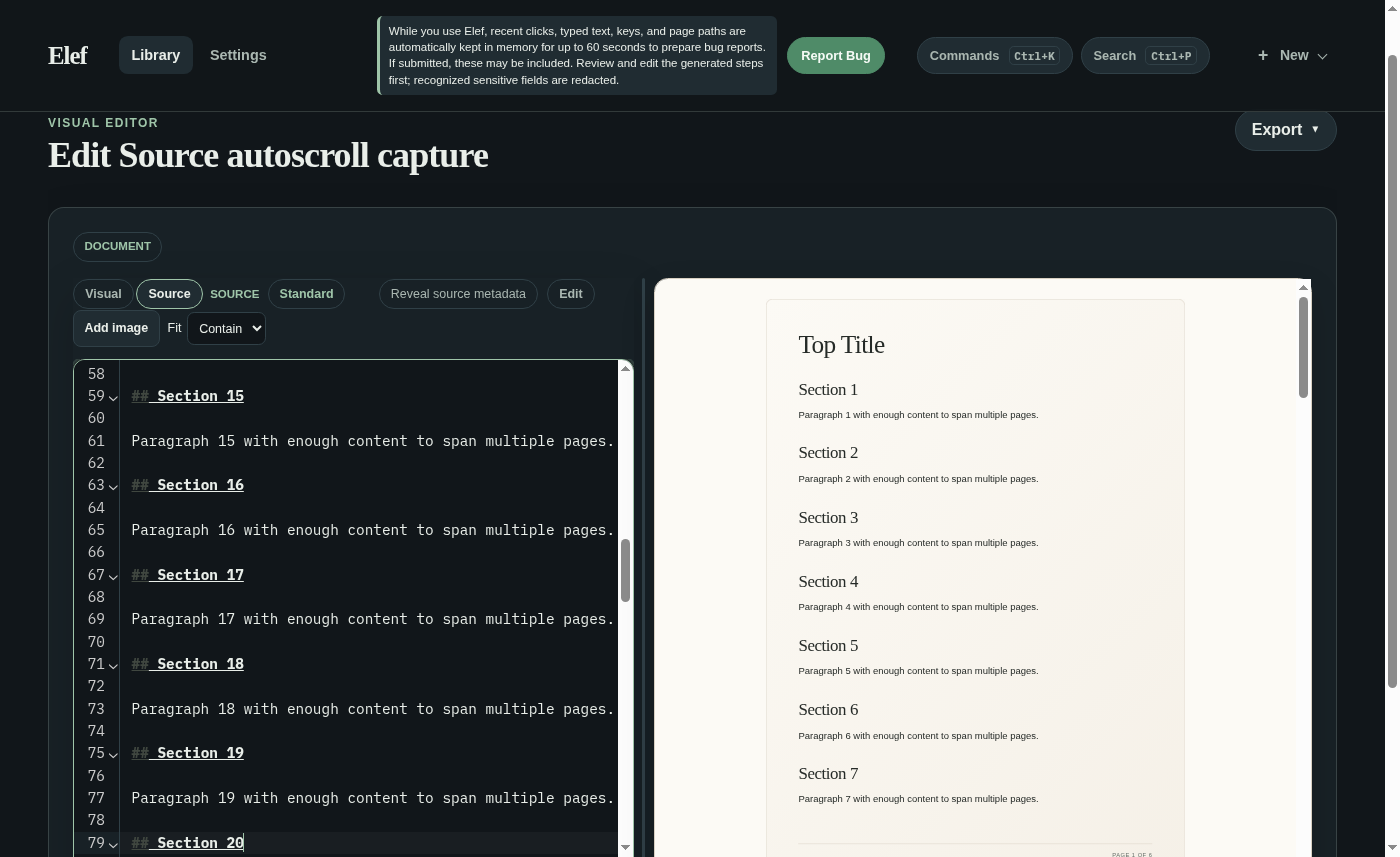 Elef
Library
Settings
While you use Elef, recent clicks, typed text, keys, and page paths are
automatically kept in memory for up to 60 seconds to prepare bug reports.
If submitted, these may be included. Review and edit the generated steps
first; recognized sensitive fields are redacted.
Report Bug
Commands Ctrl+K
Search Ctrl+P
+ New
VISUAL EDITOR
Edit Source autoscroll capture
Export
DOCUMENT
Visual
Source
SOURCE
Standard
Reveal source metadata
Edit
Add image
Fit
Contain
58
59 ## Section 15
60
61 Paragraph 15 with enough content to span multiple pages.
62
63 ## Section 16
64
65 Paragraph 16 with enough content to span multiple pages.
66
67 ## Section 17
68
69 Paragraph 17 with enough content to span multiple pages.
70
71 ## Section 18
72
73 Paragraph 18 with enough content to span multiple pages.
74
75 ## Section 19
76
77 Paragraph 19 with enough content to span multiple pages.
78
79 ## Section 20
Top Title
Section 1
Paragraph 1 with enough content to span multiple pages.
Section 2
Paragraph 2 with enough content to span multiple pages.
Section 3
Paragraph 3 with enough content to span multiple pages.
Section 4
Paragraph 4 with enough content to span multiple pages.
Section 5
Paragraph 5 with enough content to span multiple pages.
Section 6
Paragraph 6 with enough content to span multiple pages.
Section 7
Paragraph 7 with enough content to span multiple pages.
PAGE 1 OF 6